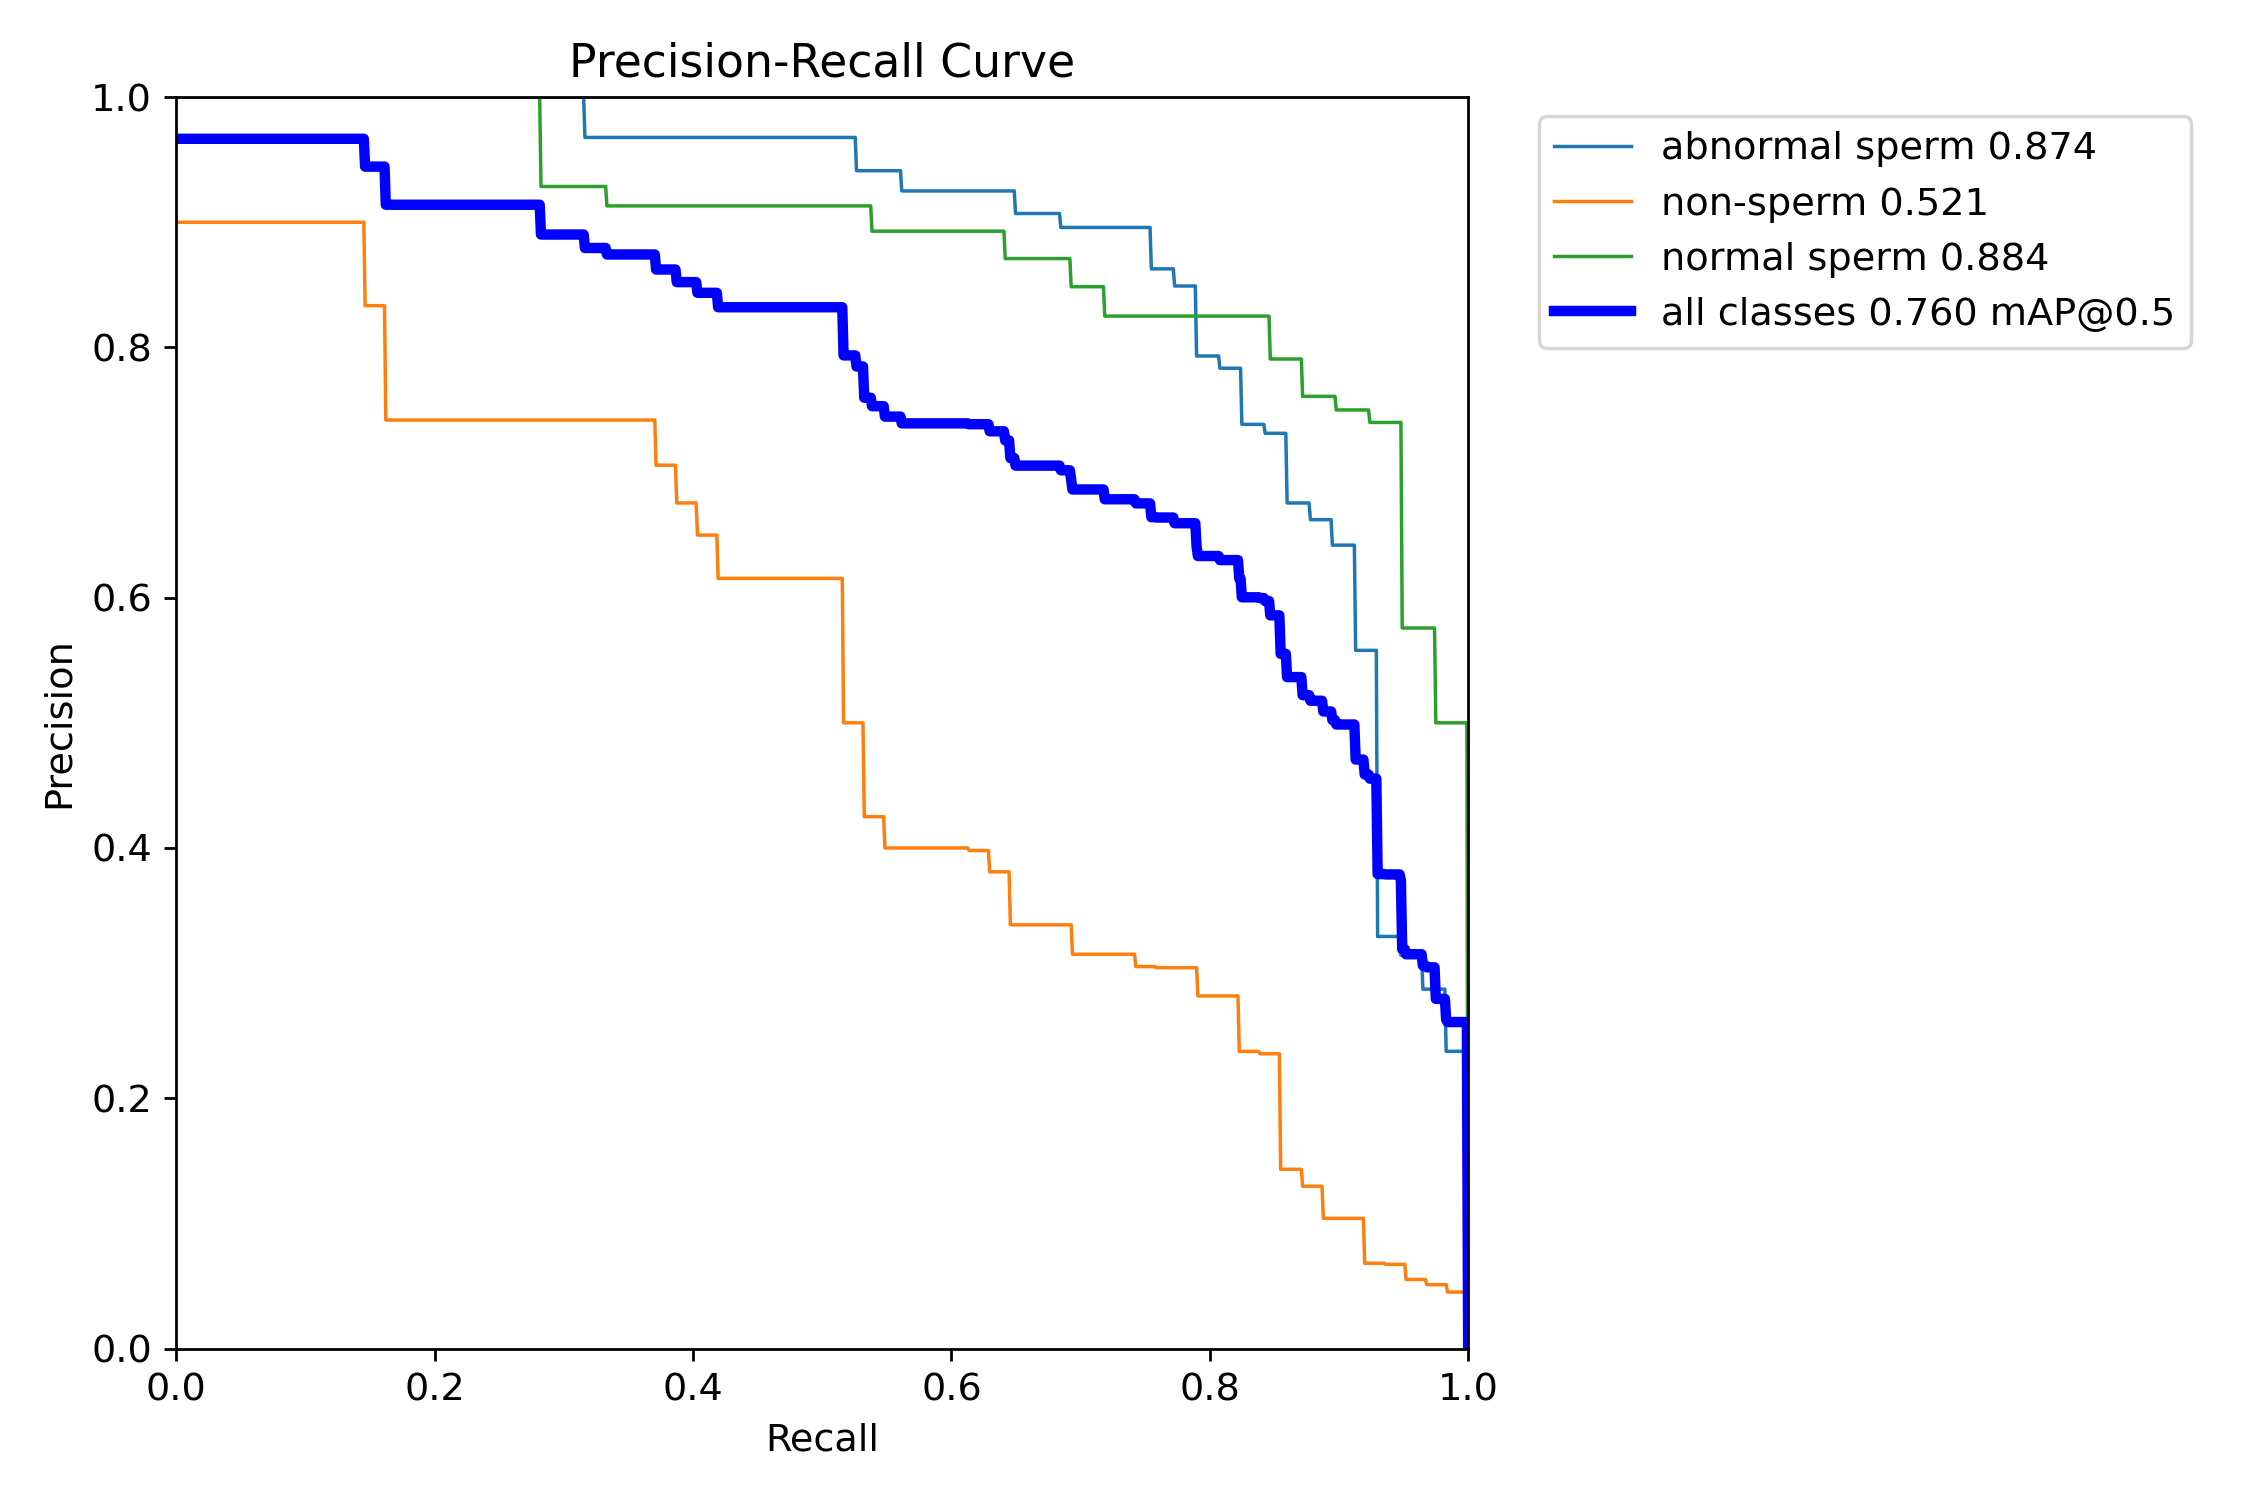 Precision-Recall Curve
1.0
0.8
0.6
0.4
0.2
0.0
Precision
0.0 0.2 0.4 0.6 0.8 1.0
Recall
abnormal sperm 0.874
non-sperm 0.521
normal sperm 0.884
all classes 0.760 mAP@0.5